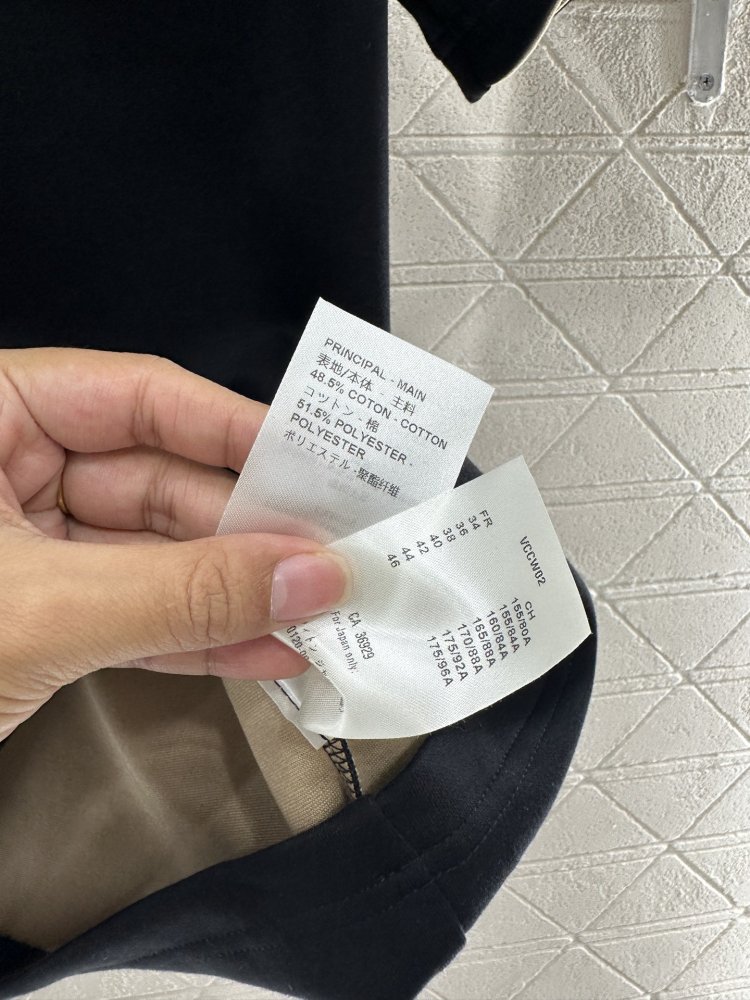 PRINCIPAL - MAIN
表地/本体 - 主料
48.5% COTON - COTTON
コットン - 棉
51.5% POLYESTER -
POLYESTER
ポリエステル - 聚酯纤维
VCCW02
FR
34
36
38
40
42
44
46
CH
155/80A
155/84A
160/84A
165/88A
170/88A
175/92A
175/96A
CA 36929
For Japan only.